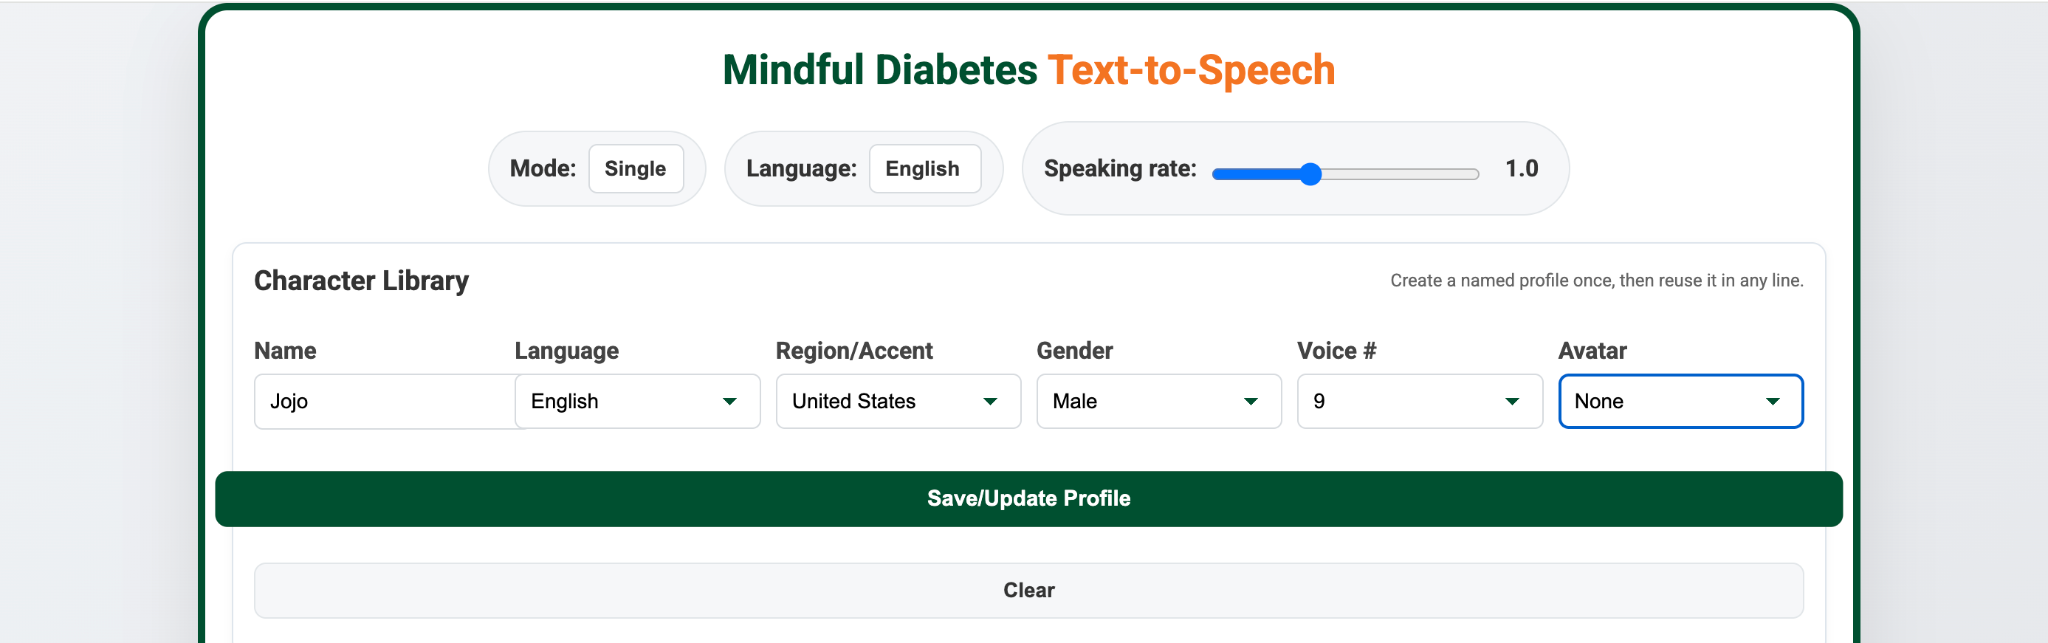 Mindful Diabetes Text-to-Speech
Mode: Single Language: English Speaking rate: 1.0
Character Library Create a named profile once, then reuse it in any line.
Name Language Region/Accent Gender Voice # Avatar
Jojo English United States Male 9 None
Save/Update Profile
Clear